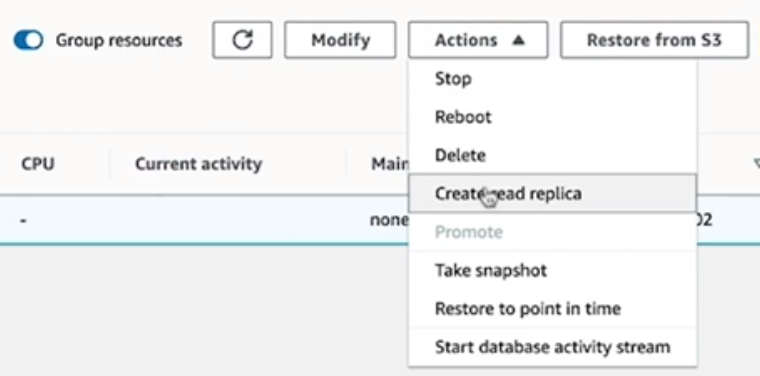 Group resources Modify Actions Restore from S3
Stop
Reboot
Delete
CPU Current activity Main
Create read replica
- none 02
Promote
Take snapshot
Restore to point in time
Start database activity stream